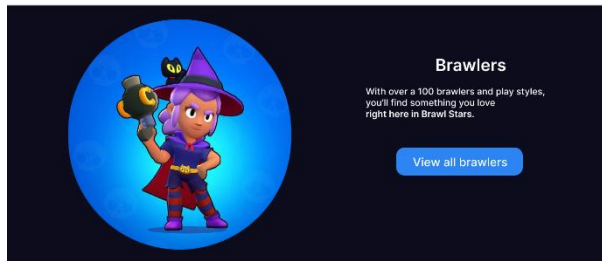 Brawlers
With over a 100 brawlers and play styles,
you'll find something you love
right here in Brawl Stars.
View all brawlers